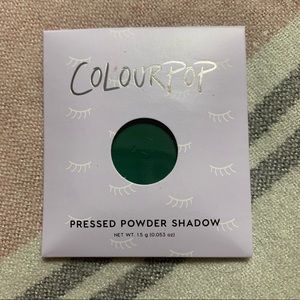 COLOURPOP
PRESSED POWDER SHADOW
NET WT. 1.5 g (0.053 oz)